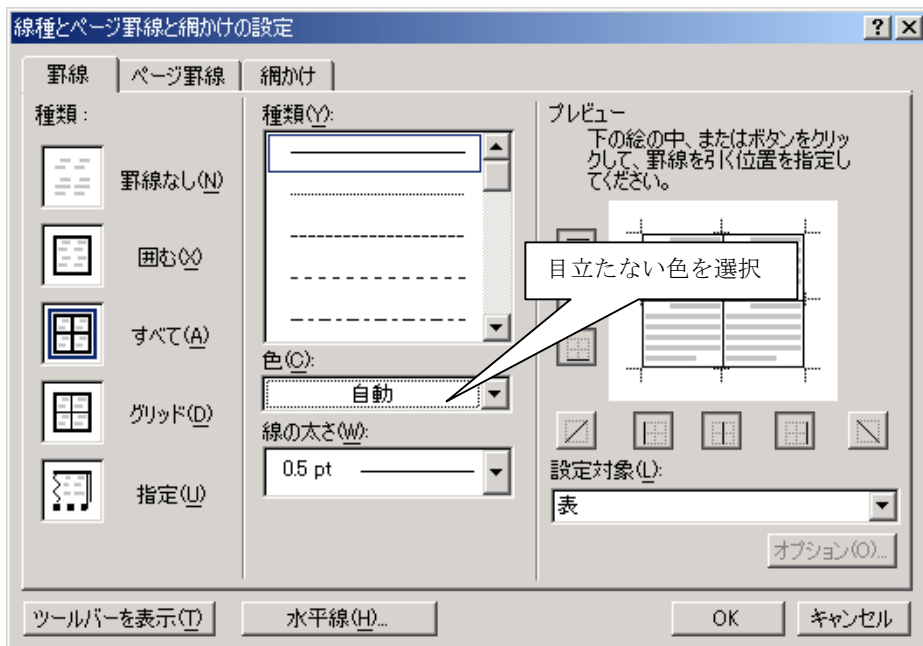 線種とページ罫線と網かけの設定
罫線
ページ罫線
網かけ
種類:
罫線なし(N)
囲む(X)
すべて(A)
グリッド(D)
指定(U)
種類(Y):
色(C):
自動
線の太さ(W):
0.5 pt
プレビュー
下の絵の中、またはボタンをクリッ
クして、罫線を引く位置を指定し
てください。
目立たない色を選択
設定対象(L):
表
オプション(O)...
ツールバーを表示(T)
水平線(H)...
OK
キャンセル